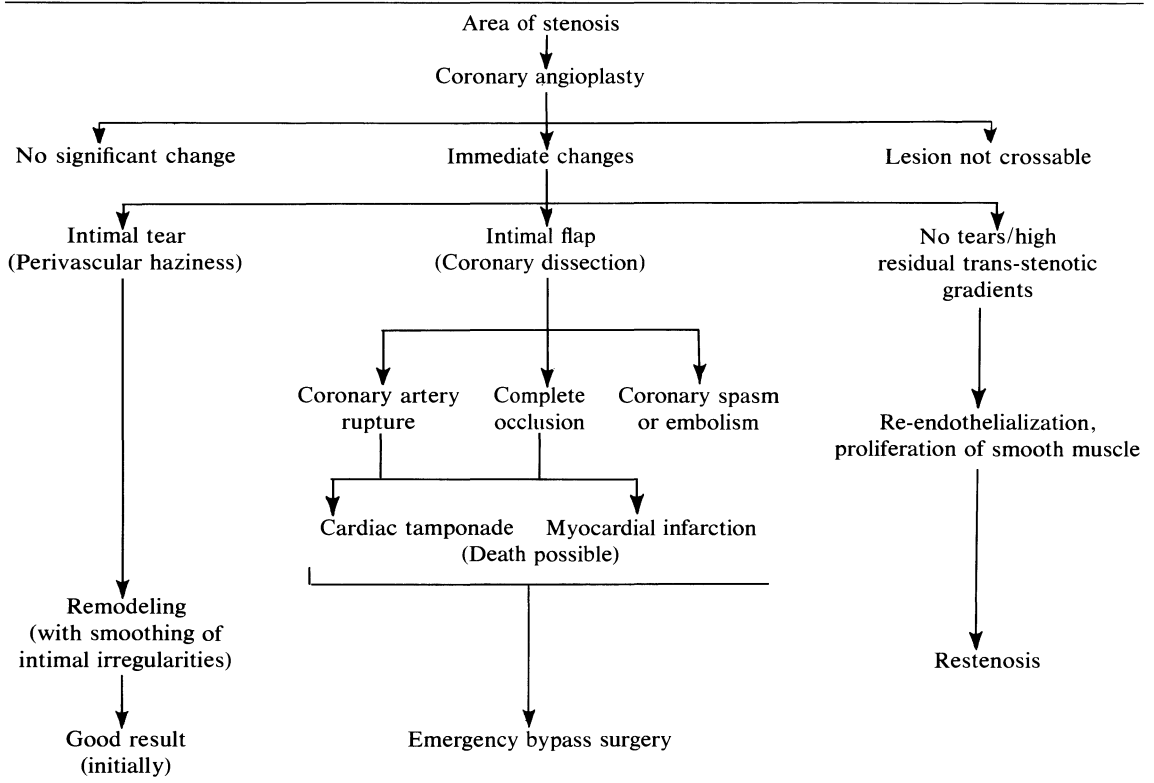 Area of stenosis
Coronary angioplasty
No significant change
Immediate changes
Lesion not crossable
Intimal tear
(Perivascular haziness)
Intimal flap
(Coronary dissection)
No tears/high
residual trans-stenotic
gradients
Coronary artery
rupture
Complete
occlusion
Coronary spasm
or embolism
Re-endothelialization,
proliferation of smooth muscle
Cardiac tamponade
Myocardial infarction
(Death possible)
Remodeling
(with smoothing of
intimal irregularities)
Restenosis
Good result
(initially)
Emergency bypass surgery